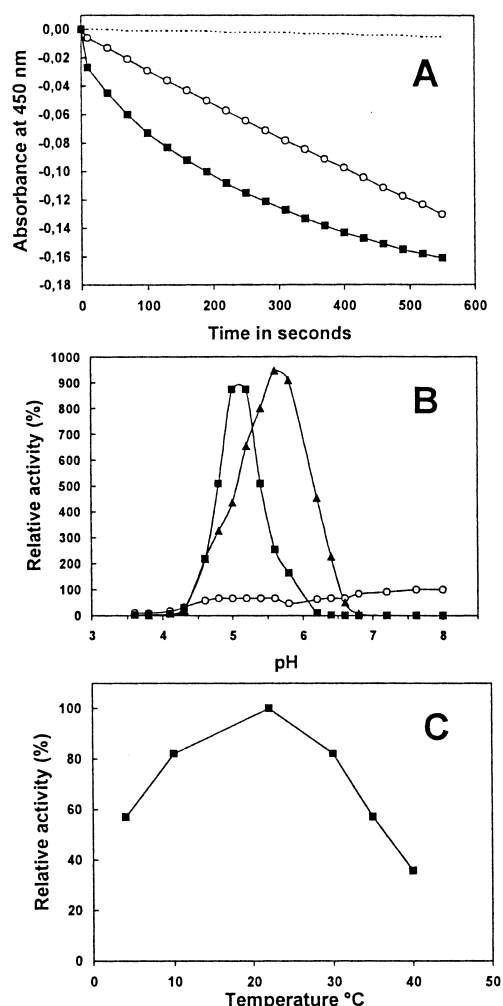 0,00
-0,02
-0,04
-0,06
-0,08
-0,10
-0,12
-0,14
-0,16
-0,18
Absorbance at 450 nm
A
0 100 200 300 400 500 600
Time in seconds
1000
900
800
700
600
500
400
300
200
100
0
Relative activity (%)
B
3 4 5 6 7 8
pH
100
80
60
40
20
0
Relative activity (%)
C
0 10 20 30 40 50
Temperature °C